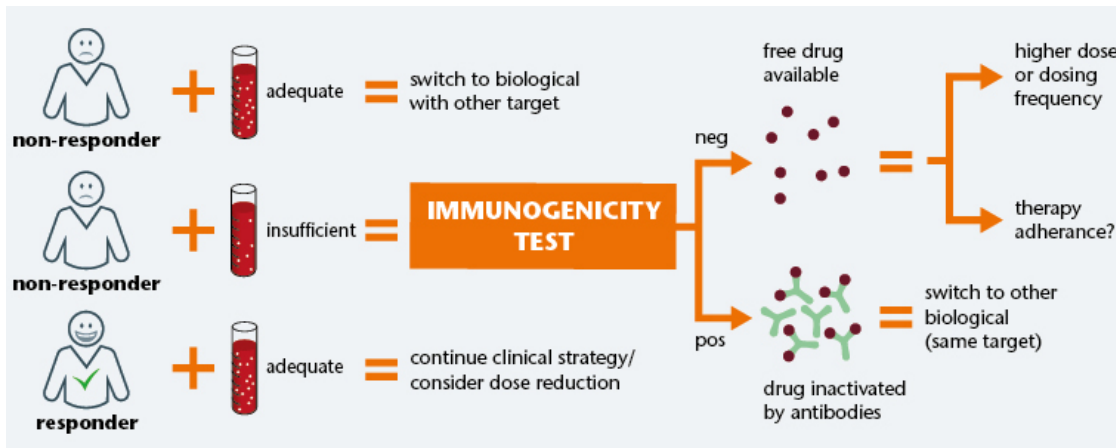 non-responder
adequate
switch to biological
with other target
non-responder
insufficient
IMMUNOGENICITY
TEST
neg
free drug
available
higher dose
or dosing
frequency
therapy
adherance?
pos
drug inactivated
by antibodies
switch to other
biological
(same target)
responder
adequate
continue clinical strategy/
consider dose reduction